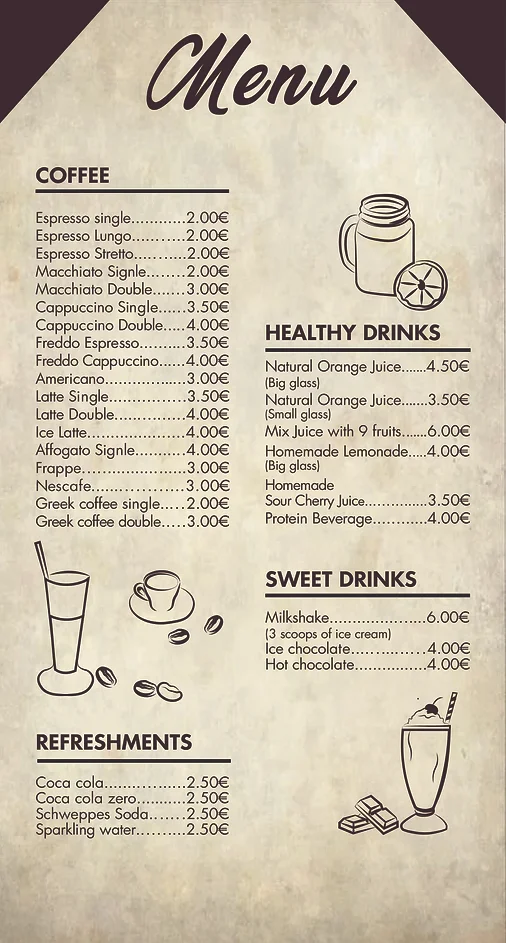 Menu
COFFEE
Espresso single...........2.00€
Espresso Lungo...........2.00€
Espresso Stretto...........2.00€
Macchiato Signle........2.00€
Macchiato Double.......3.00€
Cappuccino Single......3.50€
Cappuccino Double.....4.00€
Freddo Espresso..........3.50€
Freddo Cappuccino......4.00€
Americano................3.00€
Latte Single................3.50€
Latte Double..............4.00€
Ice Latte....................4.00€
Affogato Signle..........4.00€
Frappe.....................3.00€
Nescafe...................3.00€
Greek coffee single.....2.00€
Greek coffee double.....3.00€
HEALTHY DRINKS
Natural Orange Juice......4.50€
(Big glass)
Natural Orange Juice......3.50€
(Small glass)
Mix Juice with 9 fruits......6.00€
Homemade Lemonade....4.00€
(Big glass)
Homemade
Sour Cherry Juice............3.50€
Protein Beverage............4.00€
SWEET DRINKS
Milkshake....................6.00€
(3 scoops of ice cream)
Ice chocolate................4.00€
Hot chocolate...............4.00€
REFRESHMENTS
Coca cola.................2.50€
Coca cola zero..........2.50€
Schweppes Soda.......2.50€
Sparkling water..........2.50€